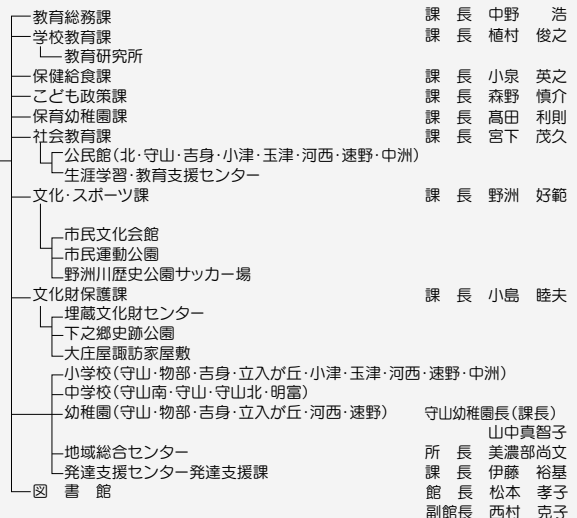 教育総務課 課 長 中野 浩
学校教育課 課 長 植村 俊之
教育研究所
保健給食課 課 長 小泉 英之
こども政策課 課 長 森野 慎介
保育幼稚園課 課 長 髙田 利則
社会教育課 課 長 宮下 茂久
公民館(北・守山・吉身・小津・玉津・河西・速野・中洲)
生涯学習・教育支援センター
文化・スポーツ課 課 長 野洲 好範
市民文化会館
市民運動公園
野洲川歴史公園サッカー場
文化財保護課 課 長 小島 睦夫
埋蔵文化財センター
下之郷史跡公園
大庄屋諏訪家屋敷
小学校(守山・物部・吉身・立入が丘・小津・玉津・河西・速野・中洲)
中学校(守山南・守山・守山北・明富)
幼稚園(守山・物部・吉身・立入が丘・河西・速野) 守山幼稚園長(課長)
山中真智子
地域総合センター 所 長 美濃部尚文
発達支援センター発達支援課 課 長 伊藤 裕基
図 書 館 館 長 松本 孝子
副館長 西村 克子